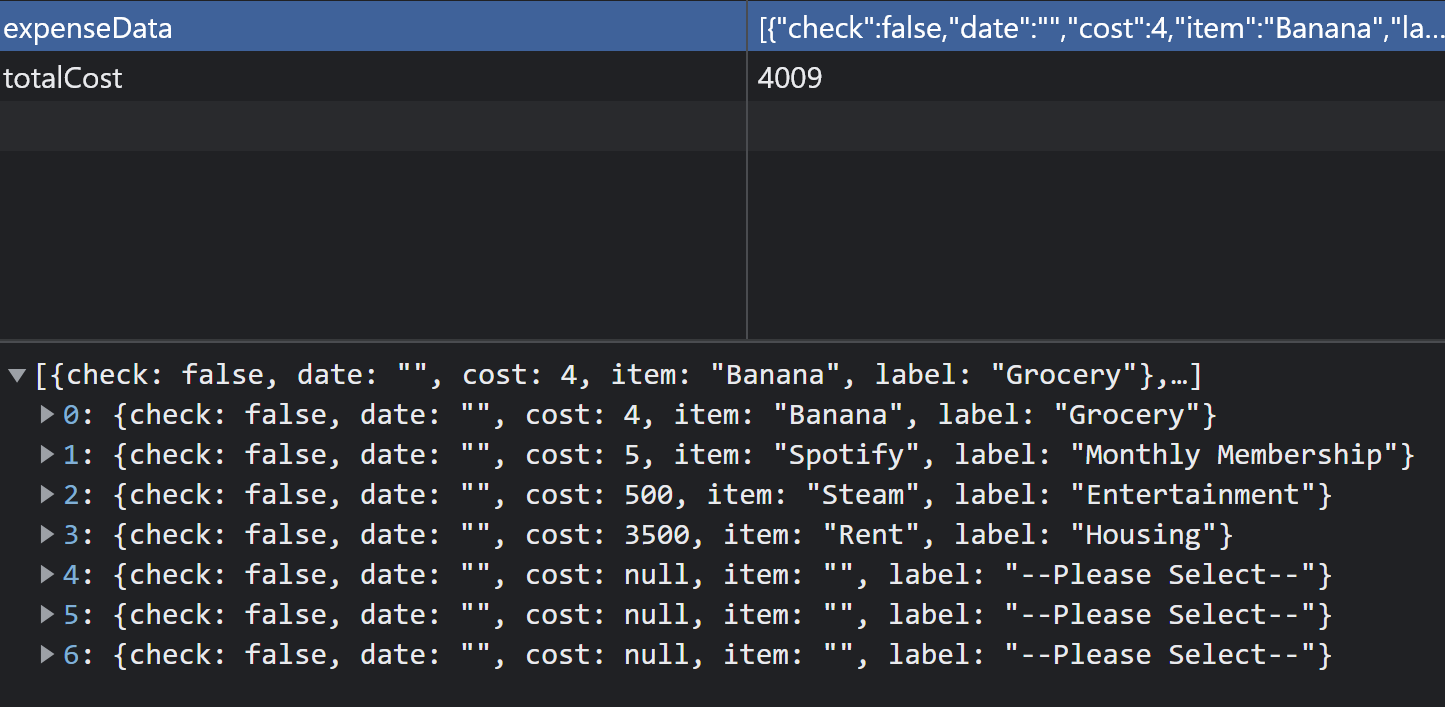 expenseData [{"check":false,"date":"","cost":4,"item":"Banana","la…
totalCost 4009
[{check: false, date: "", cost: 4, item: "Banana", label: "Grocery"},…]
0: {check: false, date: "", cost: 4, item: "Banana", label: "Grocery"}
1: {check: false, date: "", cost: 5, item: "Spotify", label: "Monthly Membership"}
2: {check: false, date: "", cost: 500, item: "Steam", label: "Entertainment"}
3: {check: false, date: "", cost: 3500, item: "Rent", label: "Housing"}
4: {check: false, date: "", cost: null, item: "", label: "--Please Select--"}
5: {check: false, date: "", cost: null, item: "", label: "--Please Select--"}
6: {check: false, date: "", cost: null, item: "", label: "--Please Select--"}